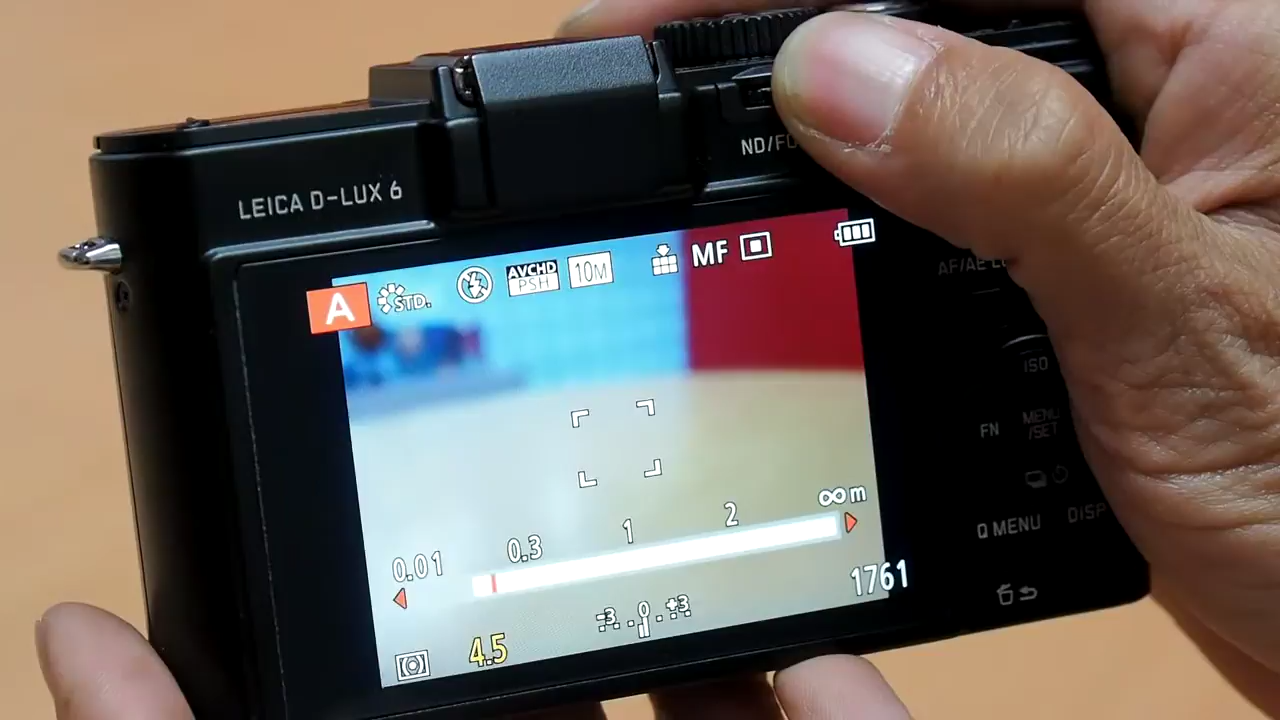 LEICA D-LUX 6
ND/FO
AF/AE LO
A STD. AVCHD PSH 10M MF
ISO
FN MENU /SET
0.01 0.3 1 2 ∞ m
Q MENU DISP
-3 . 0 . +3 1761
4.5